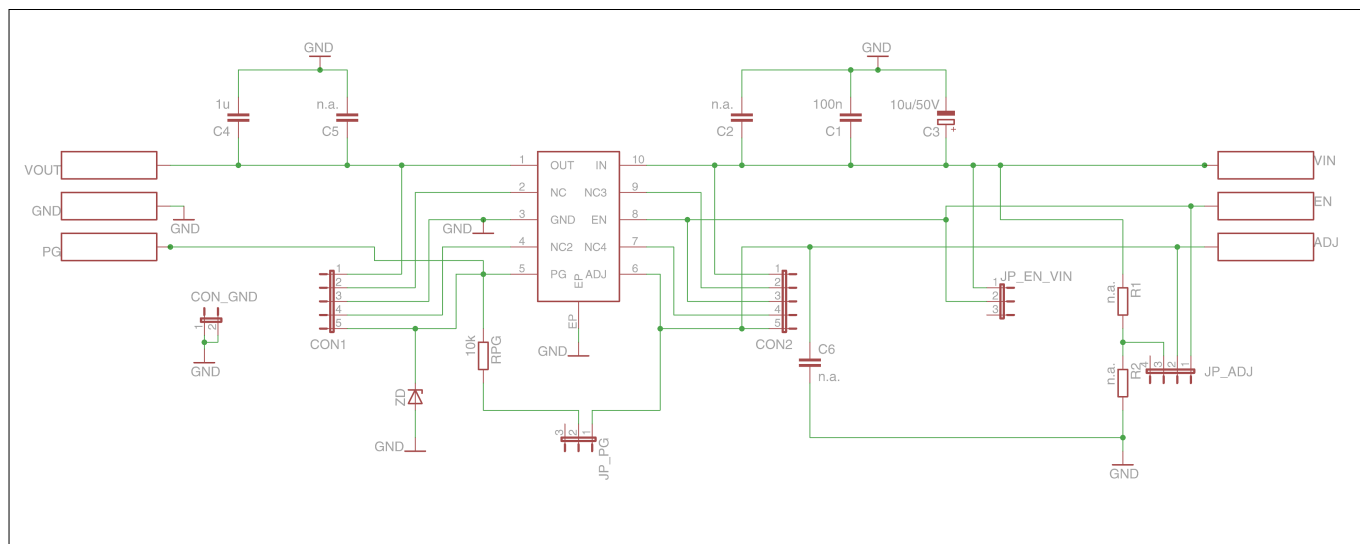 GND
GND
1u
C4
n.a.
C5
n.a.
C2
100n
C1
10u/50V
C3
+
VOUT
1
OUT
IN
10
VIN
2
NC
NC3
9
GND
GND
3
GND
GND
EN
8
EN
PG
4
NC2
NC4
7
ADJ
5
PG
EP
ADJ
6
EP
GND
1
2
3
4
5
CON1
1
2
3
4
5
CON2
JP_EN_VIN
1
2
3
CON_GND
1
2
GND
10k
RPG
ZD
GND
C6
n.a.
n.a.
R1
n.a.
R2
4
3
2
1
JP_ADJ
3
2
1
JP_PG
GND